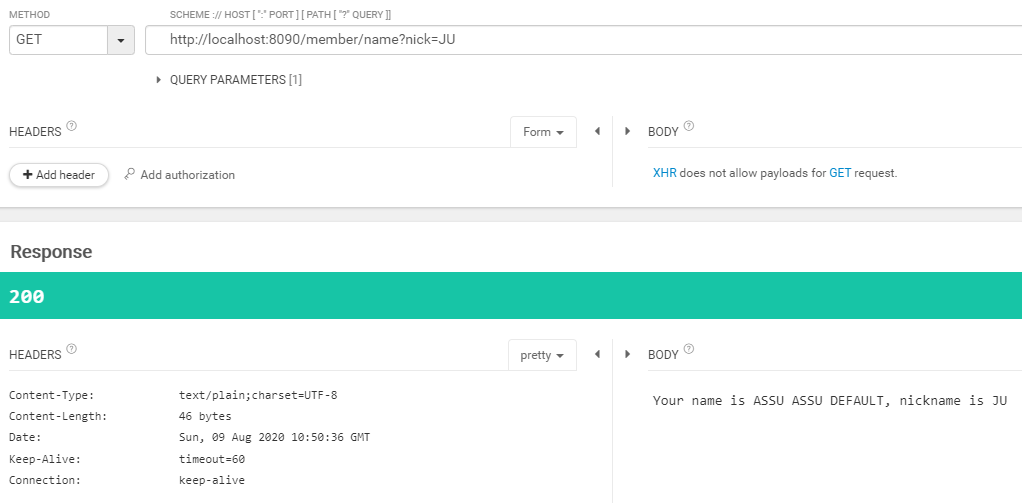 METHOD
SCHEME :// HOST [ ":" PORT ] [ PATH [ "?" QUERY ]]
GET
http://localhost:8090/member/name?nick=JU
QUERY PARAMETERS [1]
HEADERS ?
Form
BODY ?
+ Add header
Add authorization
XHR does not allow payloads for GET request.
Response
200
HEADERS ?
pretty
BODY ?
Content-Type: text/plain;charset=UTF-8
Content-Length: 46 bytes
Date: Sun, 09 Aug 2020 10:50:36 GMT
Keep-Alive: timeout=60
Connection: keep-alive
Your name is ASSU ASSU DEFAULT, nickname is JU